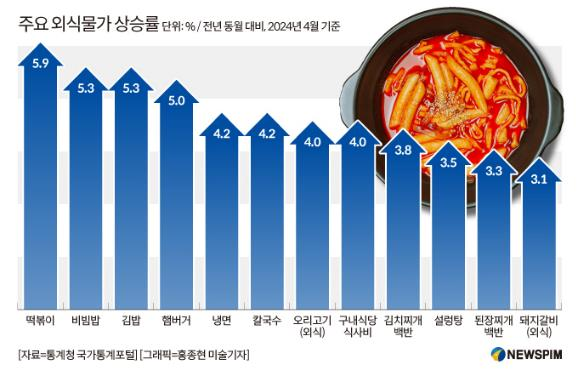 주요 외식물가 상승률 단위: % / 전년 동월 대비, 2024년 4월 기준
5.9 5.3 5.3 5.0 4.2 4.2 4.0 4.0 3.8 3.5 3.3 3.1
떡볶이 비빔밥 김밥 햄버거 냉면 칼국수 오리고기 구내식당 김치찌개 설렁탕 된장찌개 돼지갈비
(외식) 식사비 백반 백반 (외식)
[자료=통계청 국가통계포털] [그래픽=홍종현 미술기자]
NEWSPIM